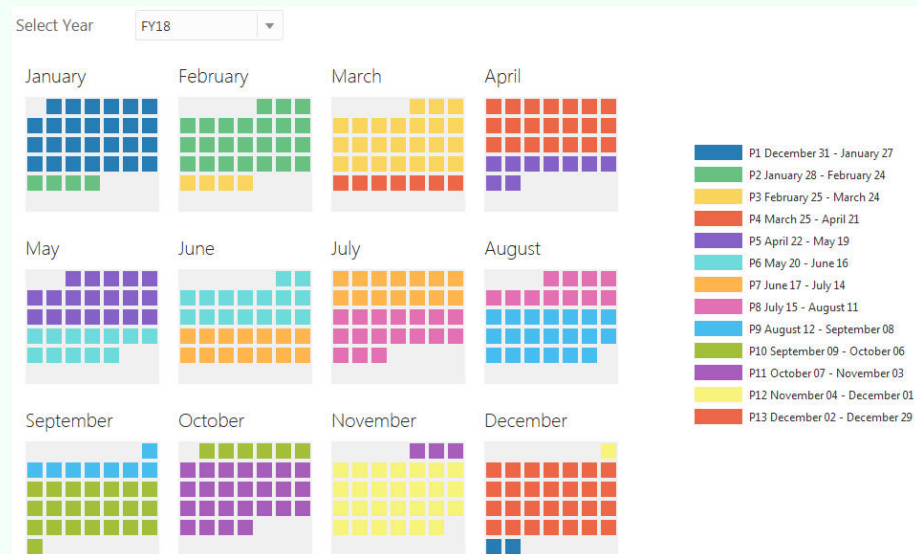 Select Year FY18
January February March April
May June July August
September October November December
P1 December 31 - January 27
P2 January 28 - February 24
P3 February 25 - March 24
P4 March 25 - April 21
P5 April 22 - May 19
P6 May 20 - June 16
P7 June 17 - July 14
P8 July 15 - August 11
P9 August 12 - September 08
P10 September 09 - October 06
P11 October 07 - November 03
P12 November 04 - December 01
P13 December 02 - December 29